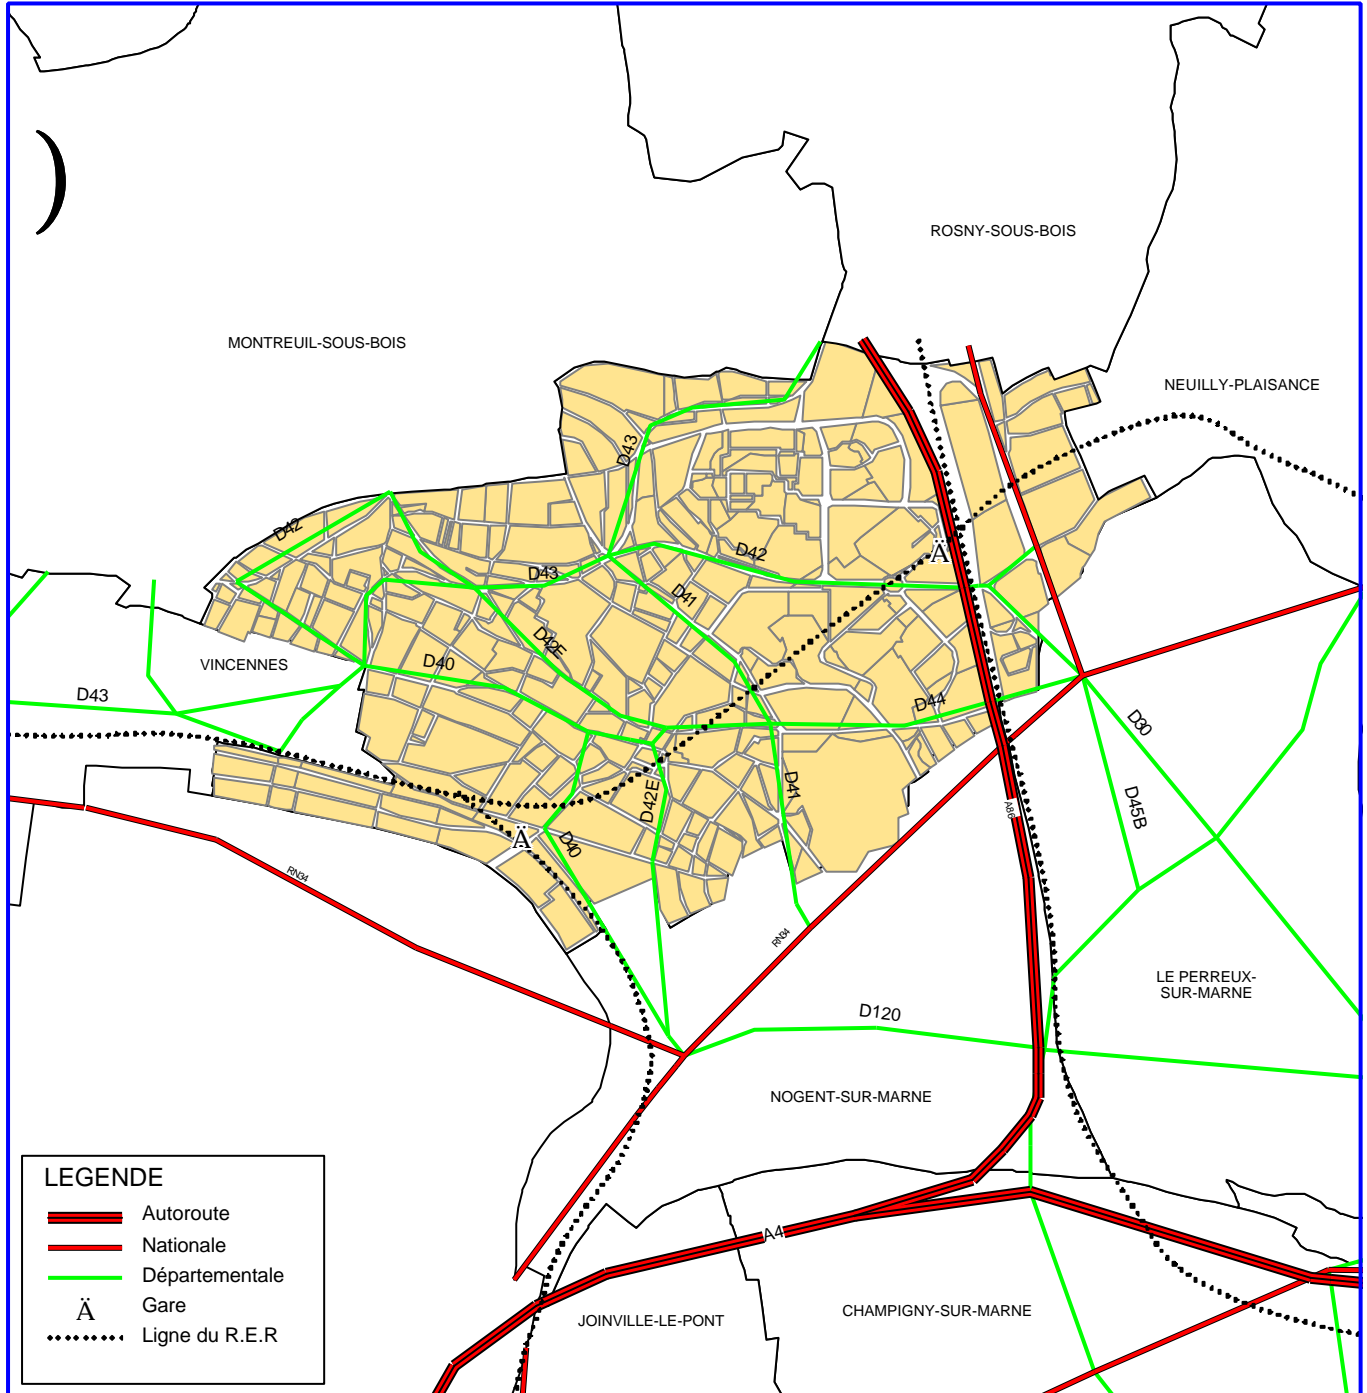 )
ROSNY-SOUS-BOIS
MONTREUIL-SOUS-BOIS
NEUILLY-PLAISANCE
D43
D42
D42
Ä
D43
D41
D42E
D40
VINCENNES
D43
D44
D30
D41
D42E
A86
D45B
Ä
D40
RN34
RN34
LE PERREUX-
SUR-MARNE
D120
NOGENT-SUR-MARNE
A4
JOINVILLE-LE-PONT
CHAMPIGNY-SUR-MARNE
LEGENDE
Autoroute
Nationale
Départementale
Ä Gare
Ligne du R.E.R